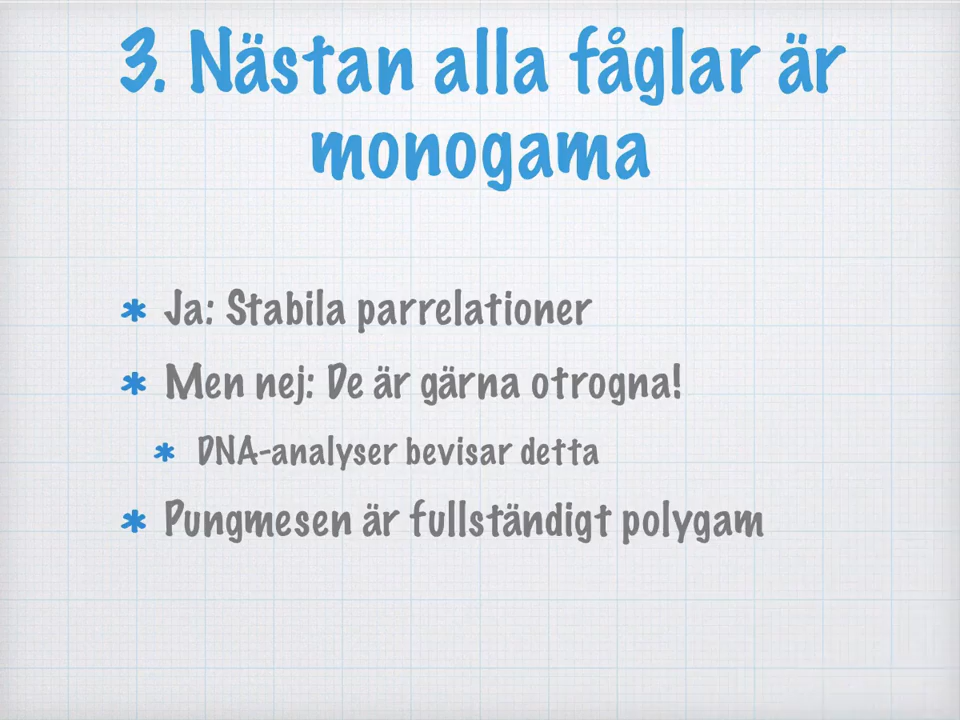 3. Nästan alla fåglar är
monogama
* Ja: Stabila parrelationer
* Men nej: De är gärna otrogna!
* DNA-analyser bevisar detta
* Pungmesen är fullständigt polygam